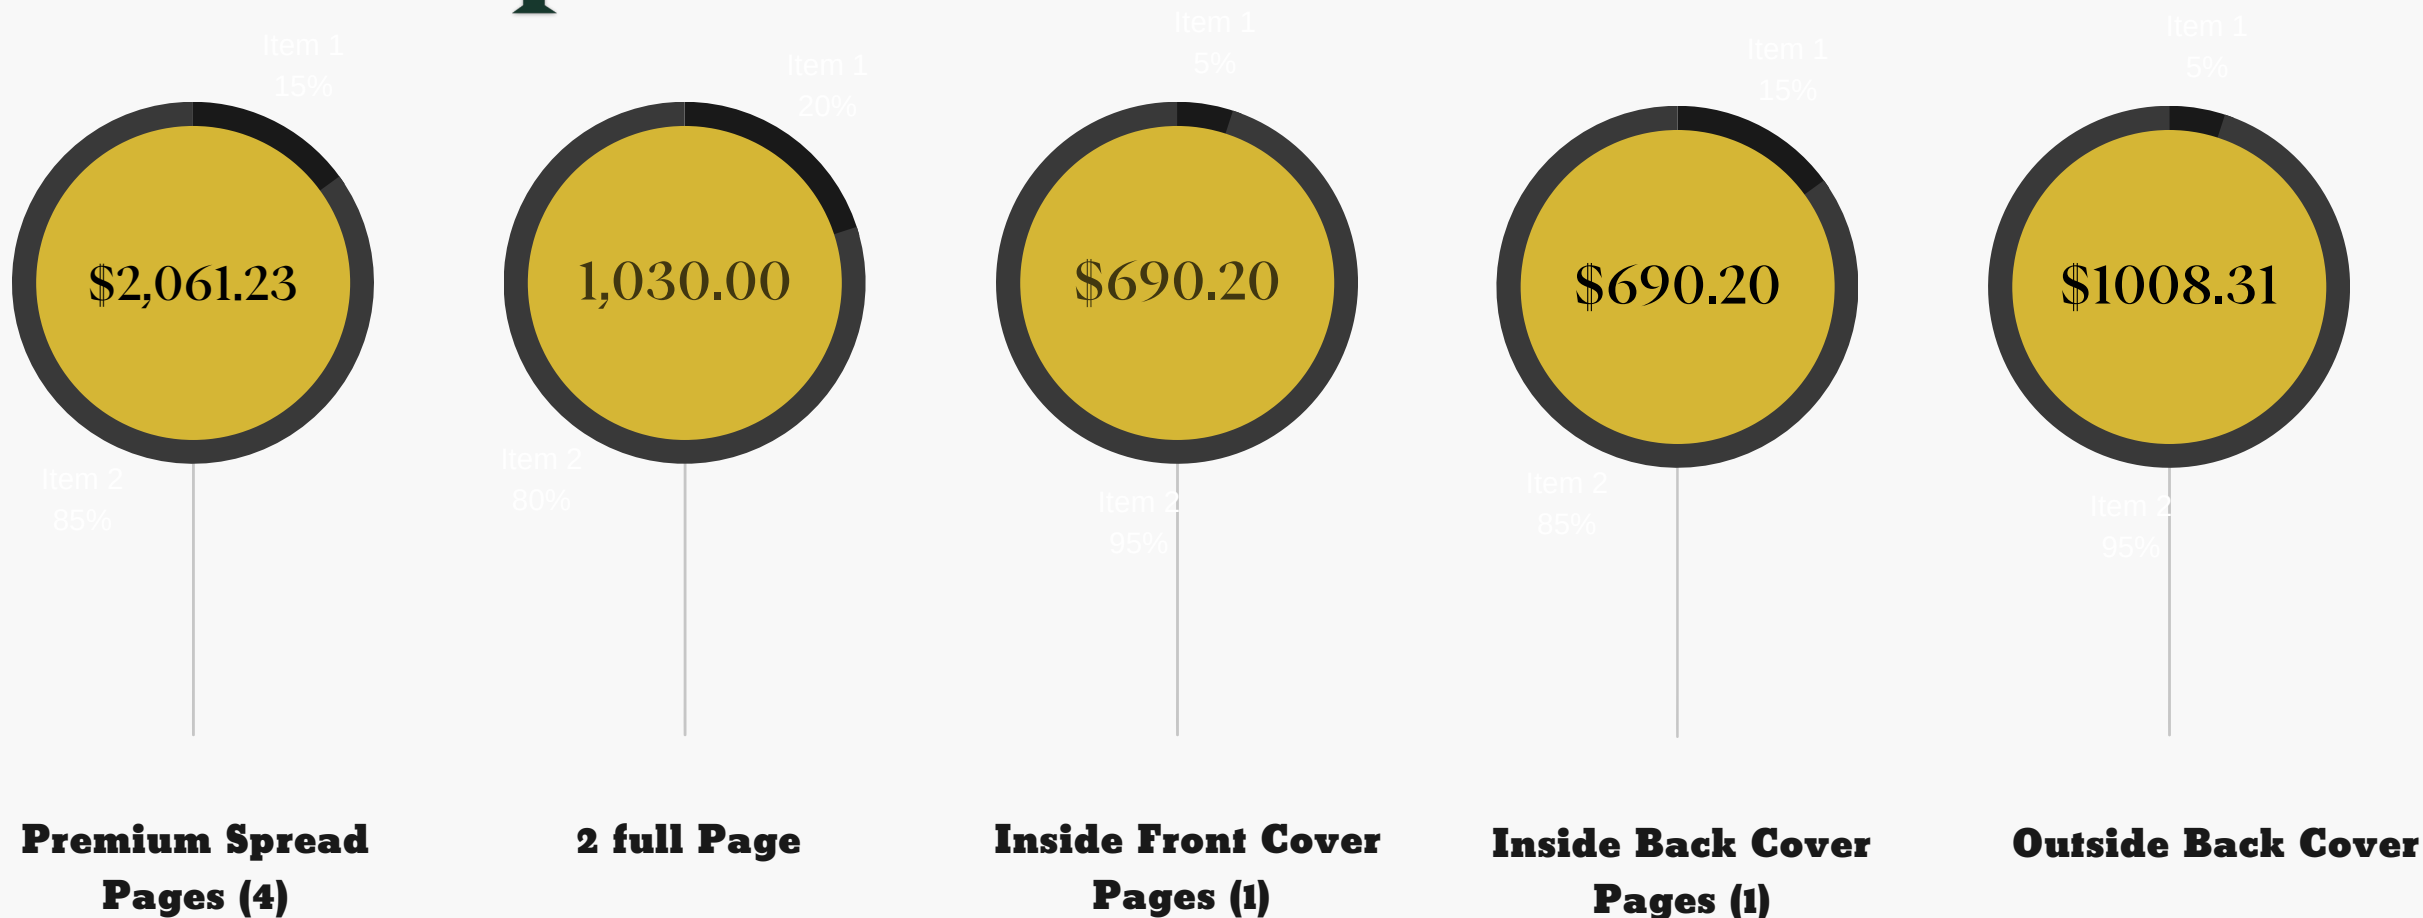 Item 1
15%
$2,061.23
Item 2
85%
Premium Spread
Pages (4)
Item 1
20%
1,030.00
Item 2
80%
2 full Page
Item 1
5%
$690.20
Item 2
95%
Inside Front Cover
Pages (1)
Item 1
15%
$690.20
Item 2
85%
Inside Back Cover
Pages (1)
Item 1
5%
$1008.31
Item 2
95%
Outside Back Cover